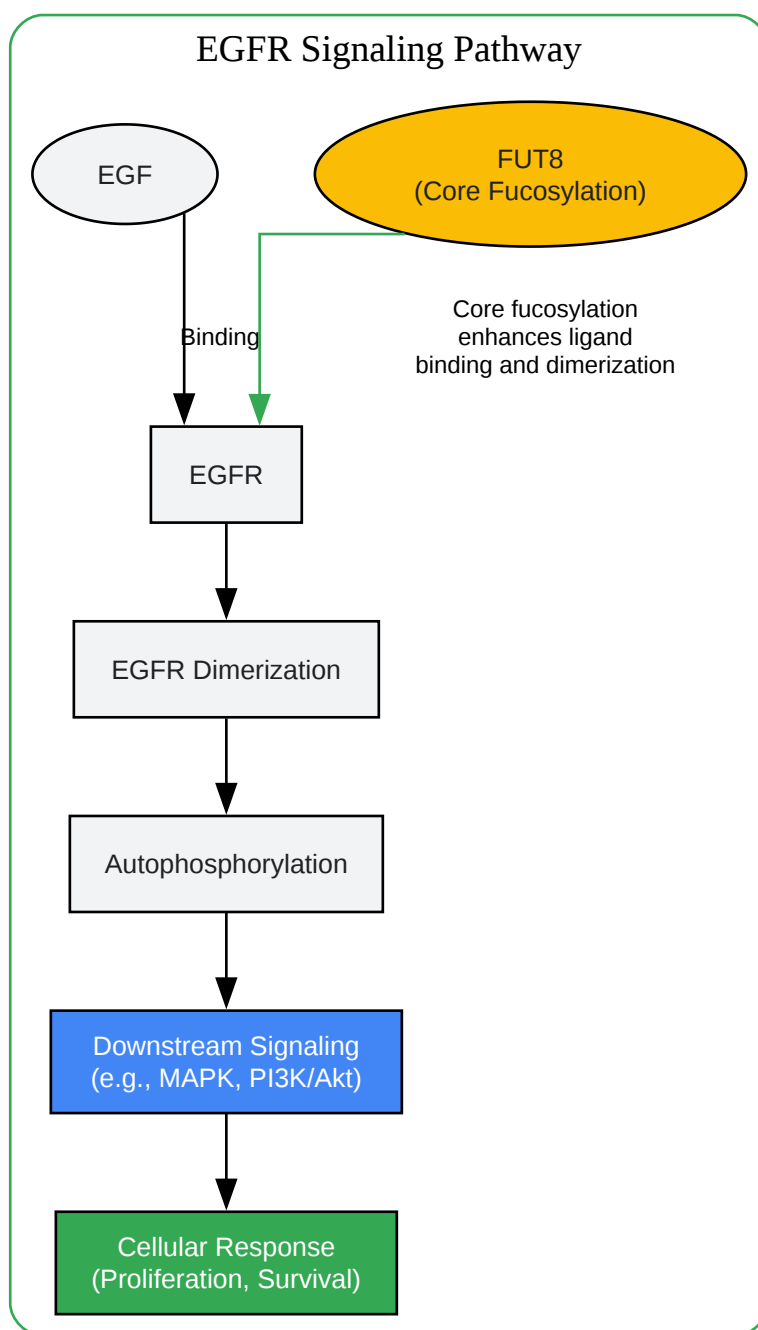 EGFR Signaling Pathway
EGF
FUT8
(Core Fucosylation)
Binding
Core fucosylation
enhances ligand
binding and dimerization
EGFR
EGFR Dimerization
Autophosphorylation
Downstream Signaling
(e.g., MAPK, PI3K/Akt)
Cellular Response
(Proliferation, Survival)